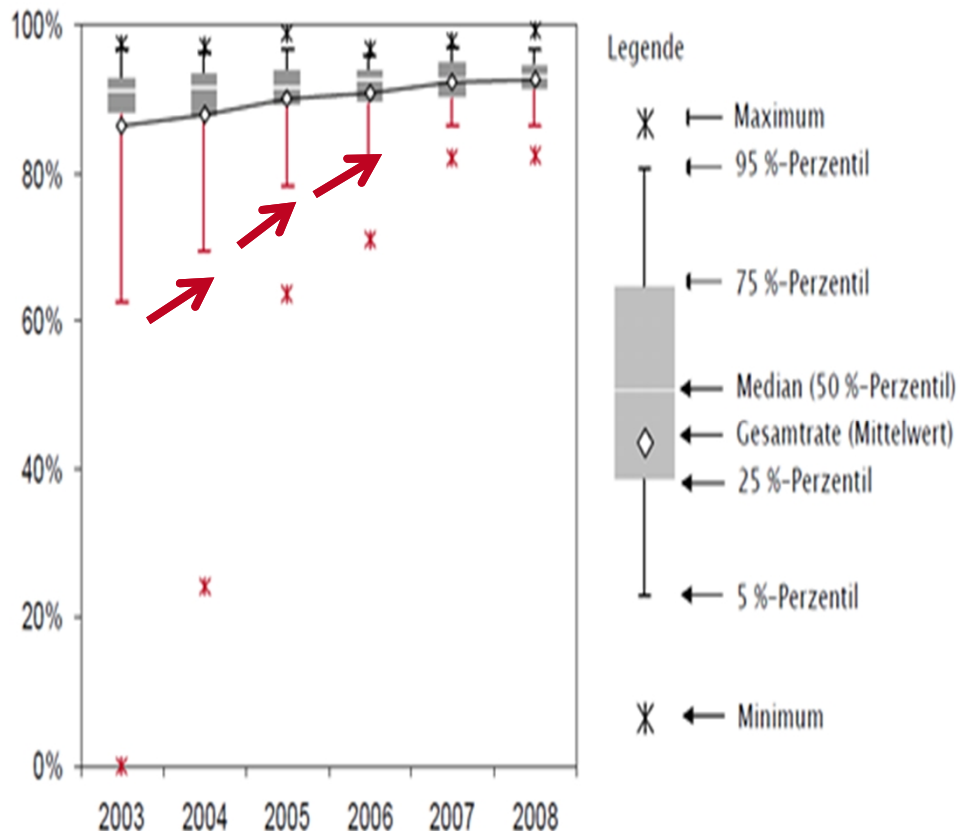 100%
80%
60%
40%
20%
0%
2003 2004 2005 2006 2007 2008
Legende
Maximum
95 %-Perzentil
75 %-Perzentil
Median (50 %-Perzentil)
Gesamtrate (Mittelwert)
25 %-Perzentil
5 %-Perzentil
Minimum